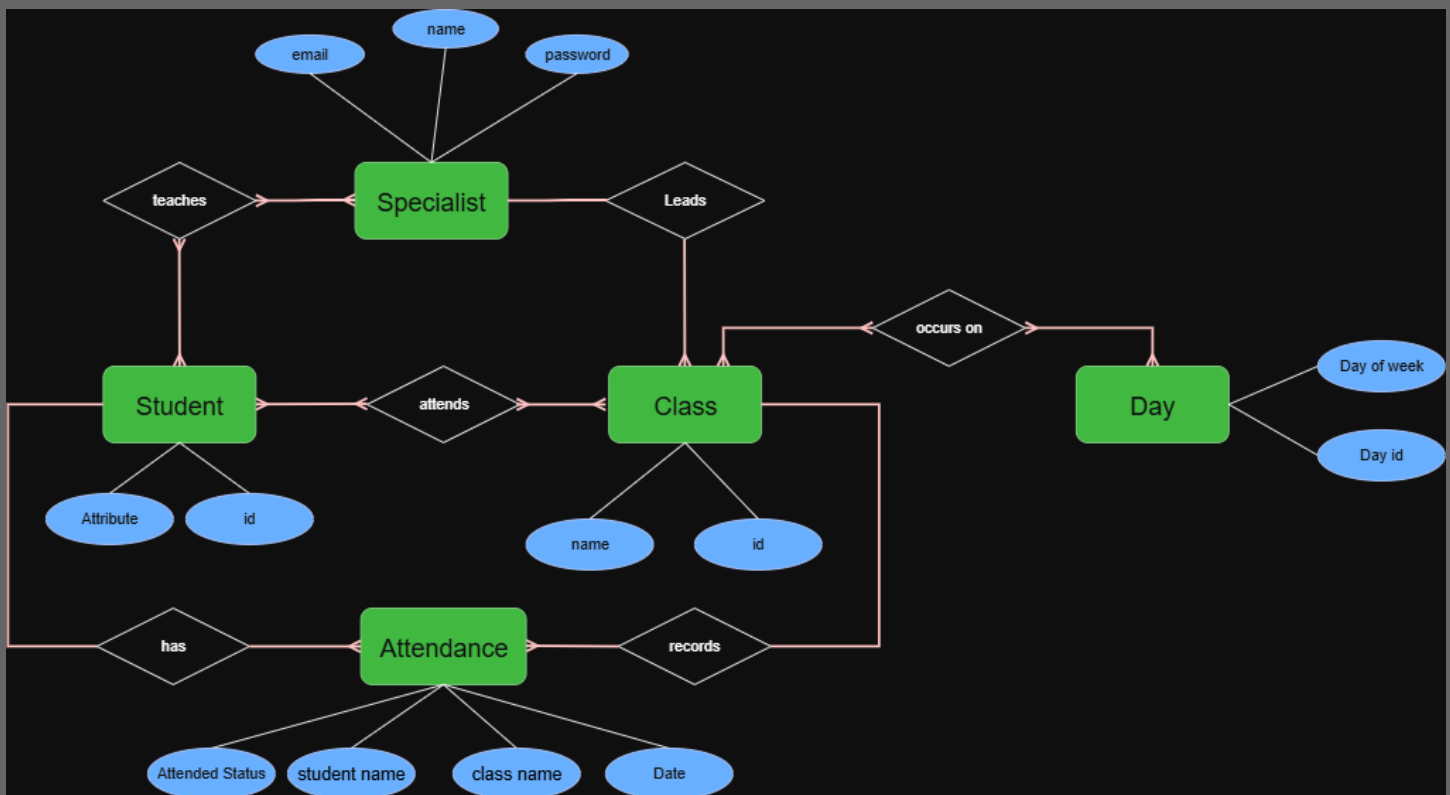 name
email
password
teaches
Specialist
Leads
occurs on
Day of week
Student
attends
Class
Day
Day id
Attribute
id
name
id
has
Attendance
records
Attended Status
student name
class name
Date